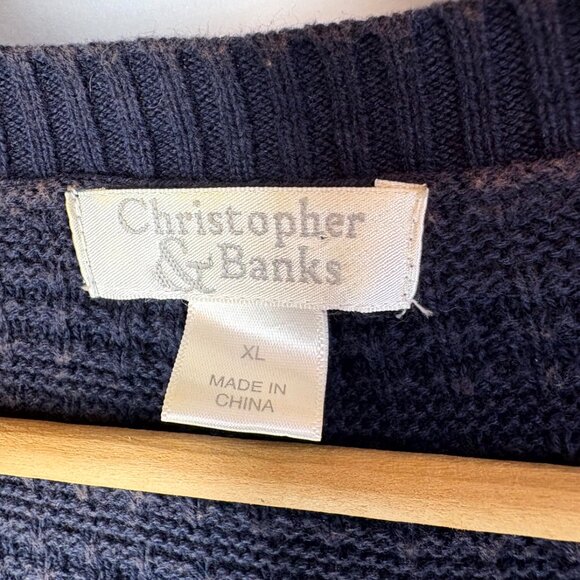 Christopher
& Banks
XL
MADE IN
CHINA